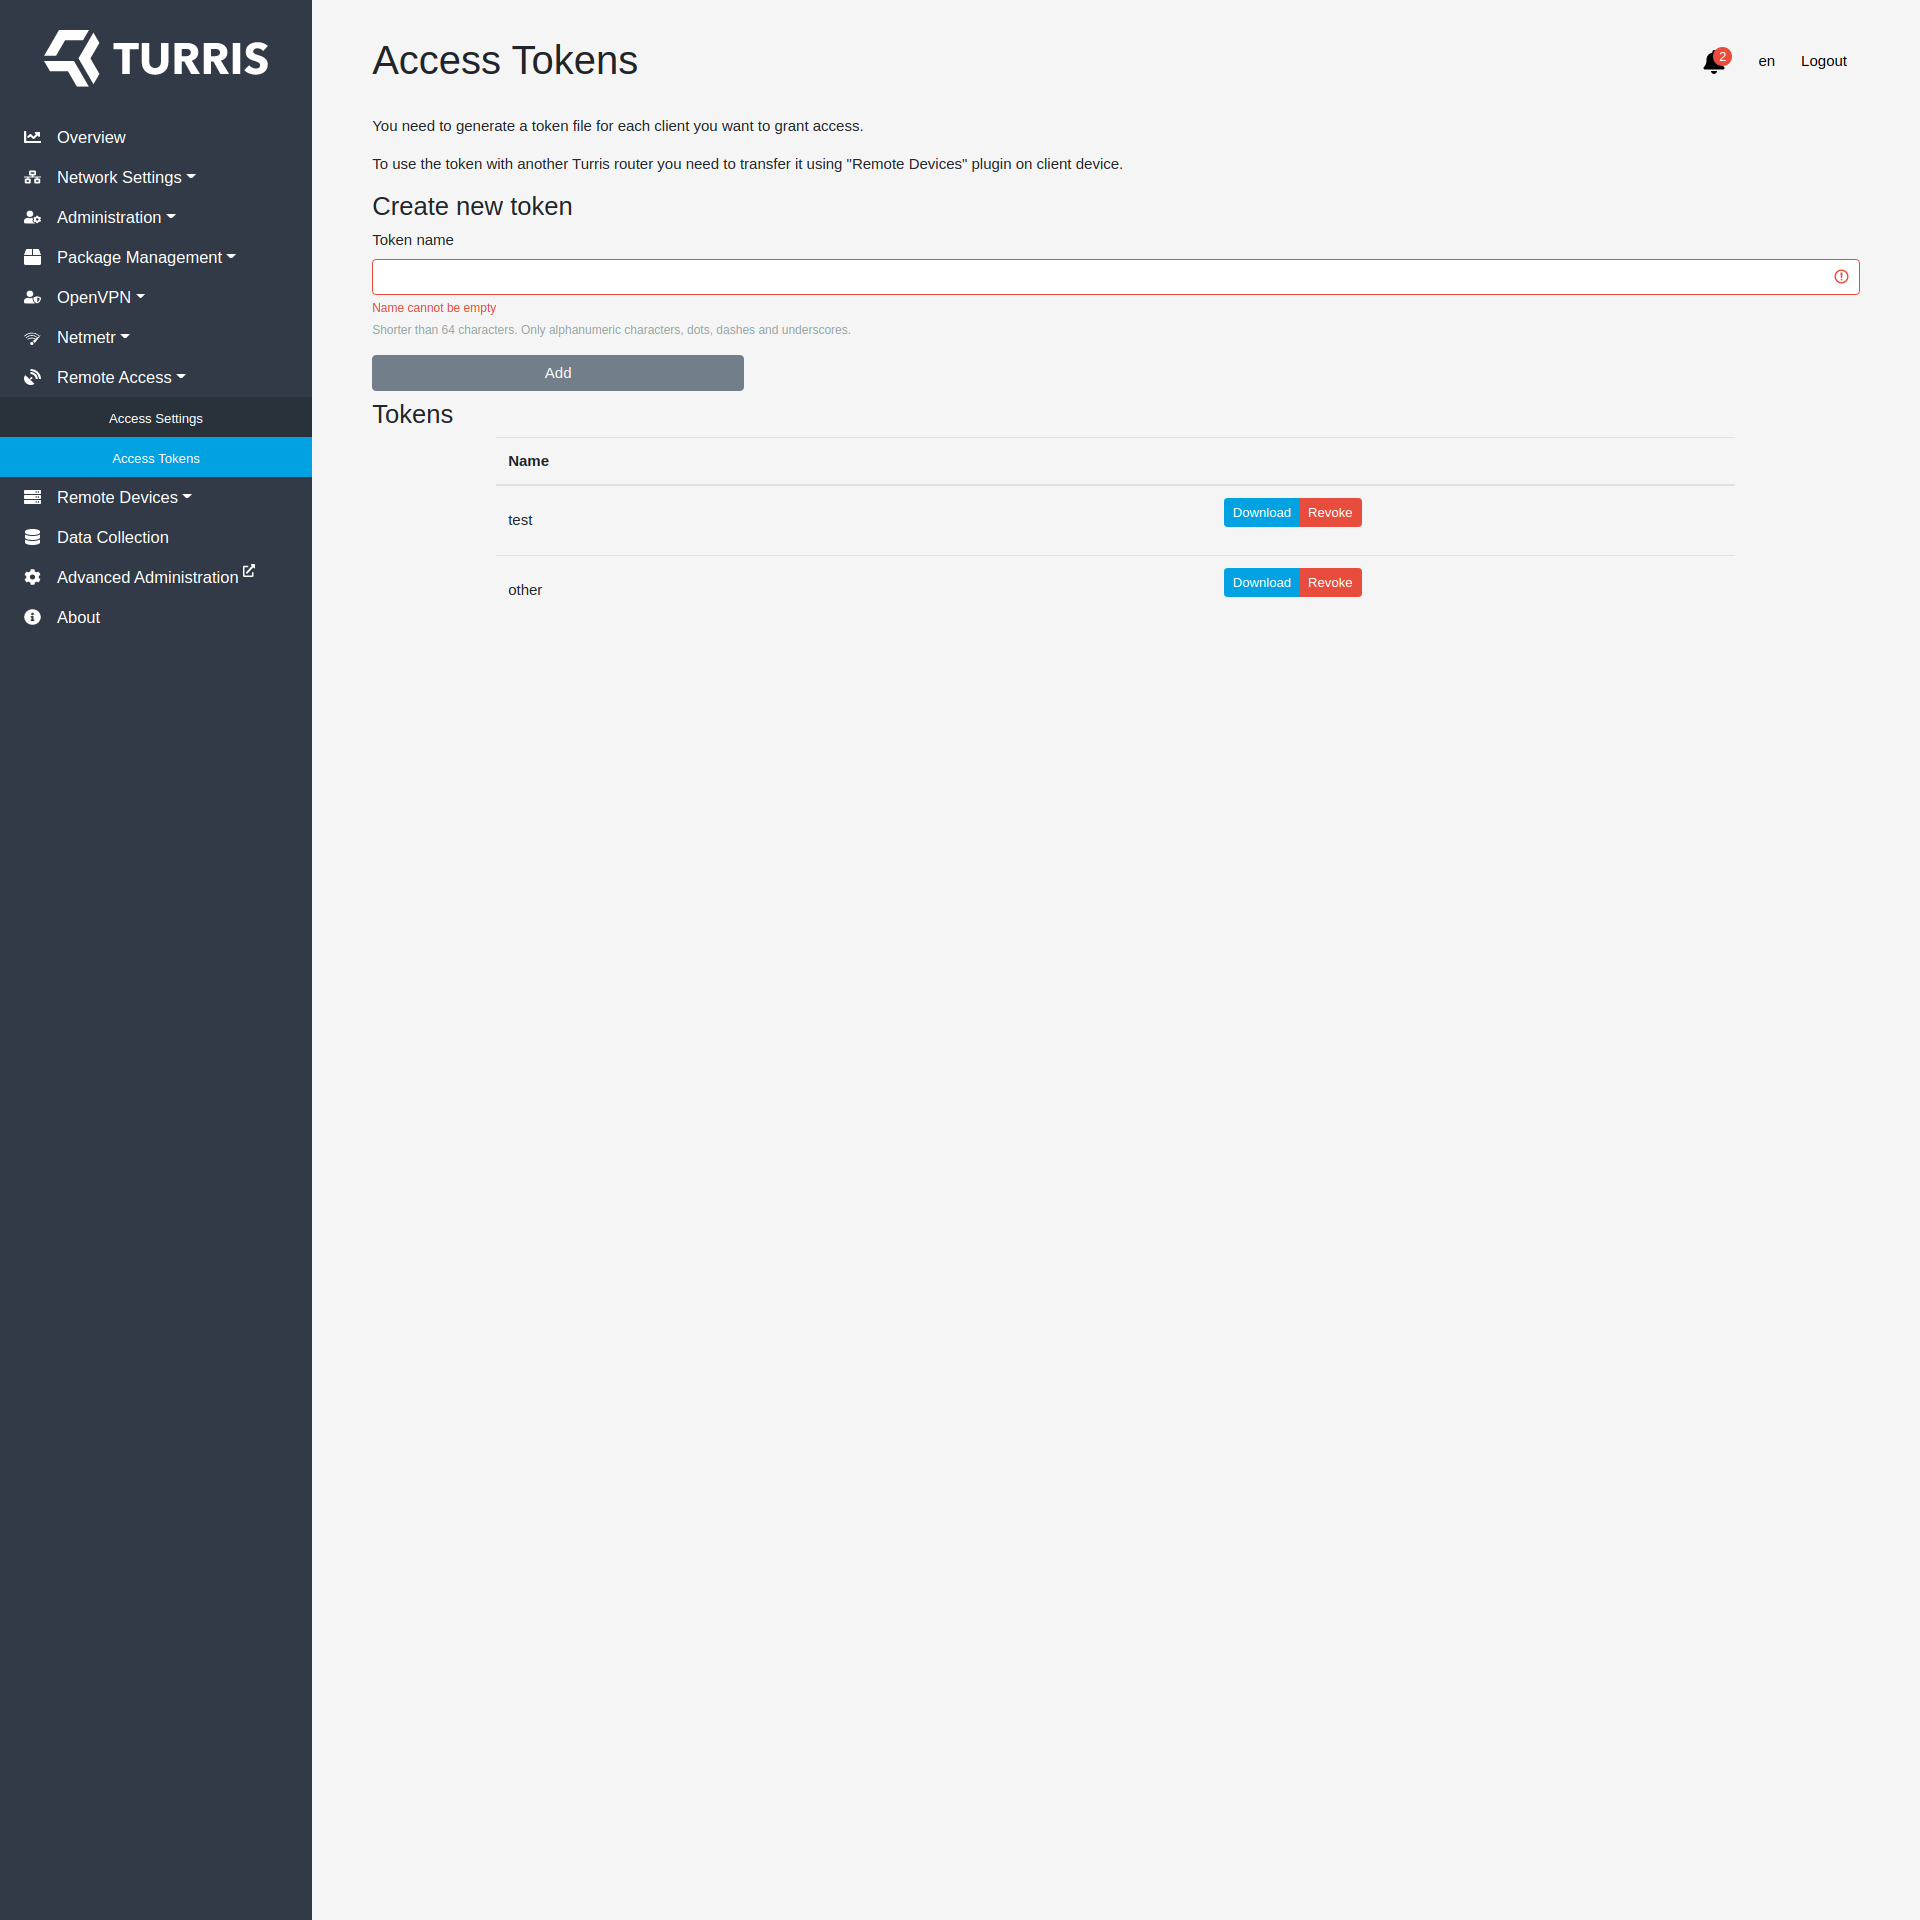 TURRIS
Overview
Network Settings
Administration
Package Management
OpenVPN
Netmetr
Remote Access
Access Settings
Access Tokens
Remote Devices
Data Collection
Advanced Administration
About
Access Tokens
2
en
Logout
You need to generate a token file for each client you want to grant access.
To use the token with another Turris router you need to transfer it using "Remote Devices" plugin on client device.
Create new token
Token name
Name cannot be empty
Shorter than 64 characters. Only alphanumeric characters, dots, dashes and underscores.
Add
Tokens
Name
test
Download
Revoke
other
Download
Revoke